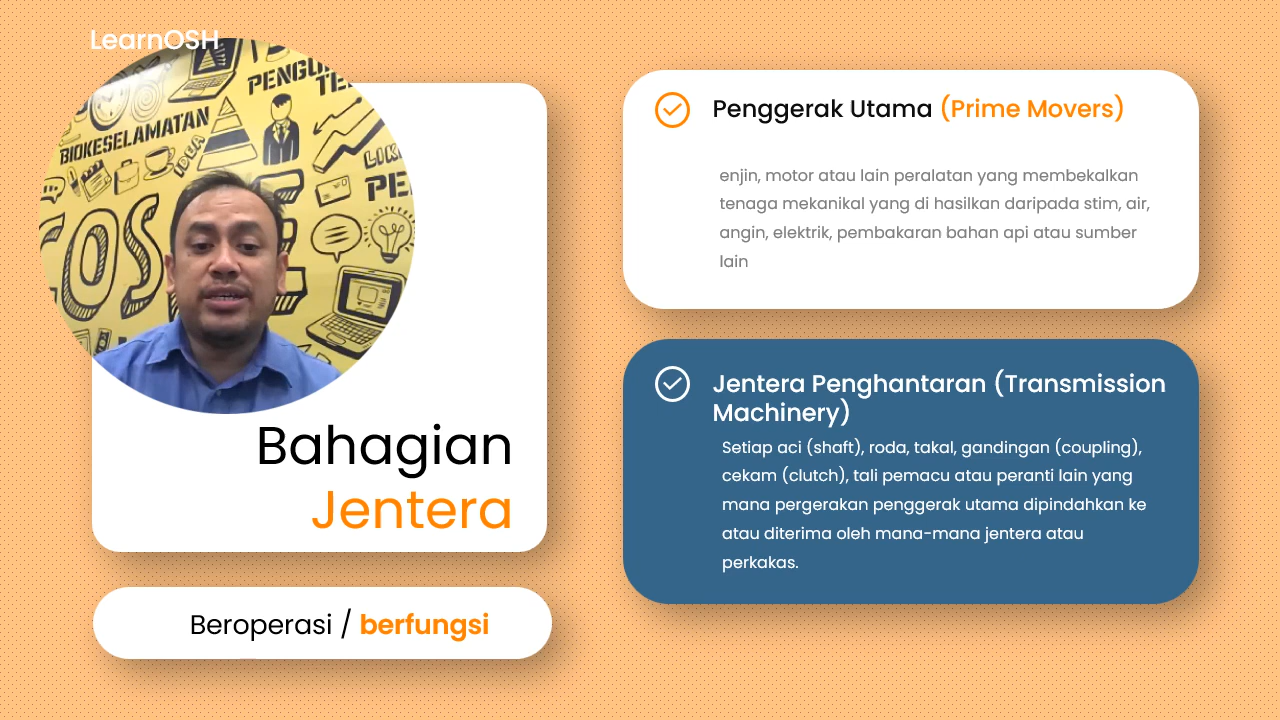 LearnOSH
BIOKESELAMATAN
IDEA
Bahagian
Jentera
Beroperasi / berfungsi
Penggerak Utama (Prime Movers)
enjin, motor atau lain peralatan yang membekalkan
tenaga mekanikal yang di hasilkan daripada stim, air,
angin, elektrik, pembakaran bahan api atau sumber
lain
Jentera Penghantaran (Transmission
Machinery)
Setiap aci (shaft), roda, takal, gandingan (coupling),
cekam (clutch), tali pemacu atau peranti lain yang
mana pergerakan penggerak utama dipindahkan ke
atau diterima oleh mana-mana jentera atau
perkakas.